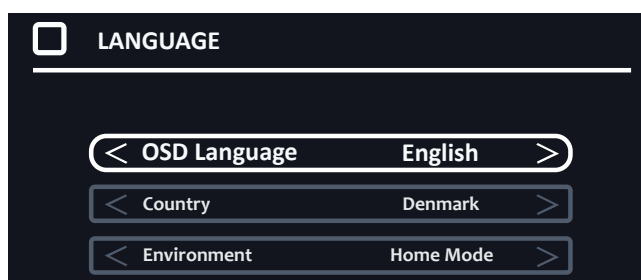 LANGUAGE
< OSD Language English >
< Country Denmark >
< Environment Home Mode >